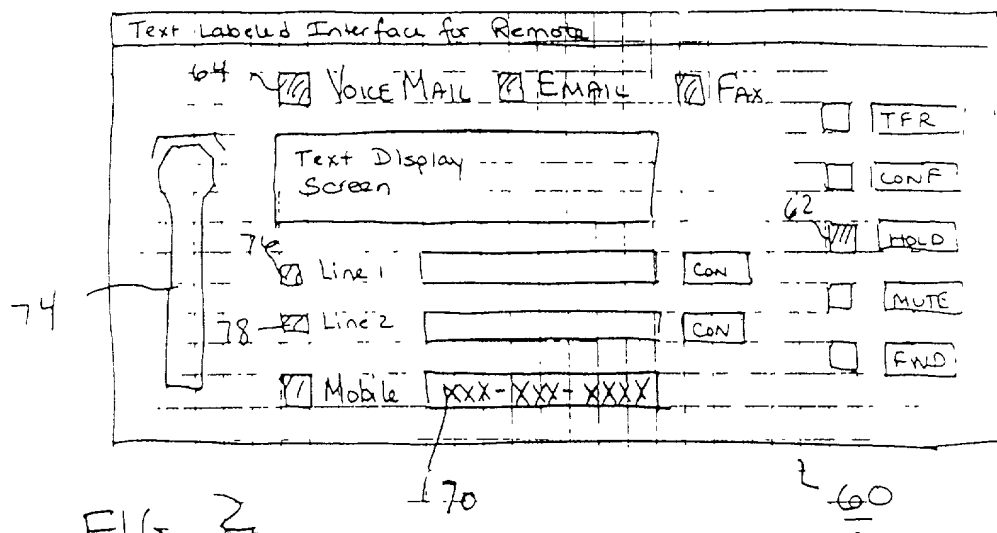 Text Labeled Interface for Remote
64
VOICE MAIL EMAIL FAX
TFR
Text Display
Screen
CONF
62
HOLD
76
Line 1 CON
MUTE
74
78 Line 2 CON
FWD
Mobile XXX-XXX-XXXX
70
60
FIG 2